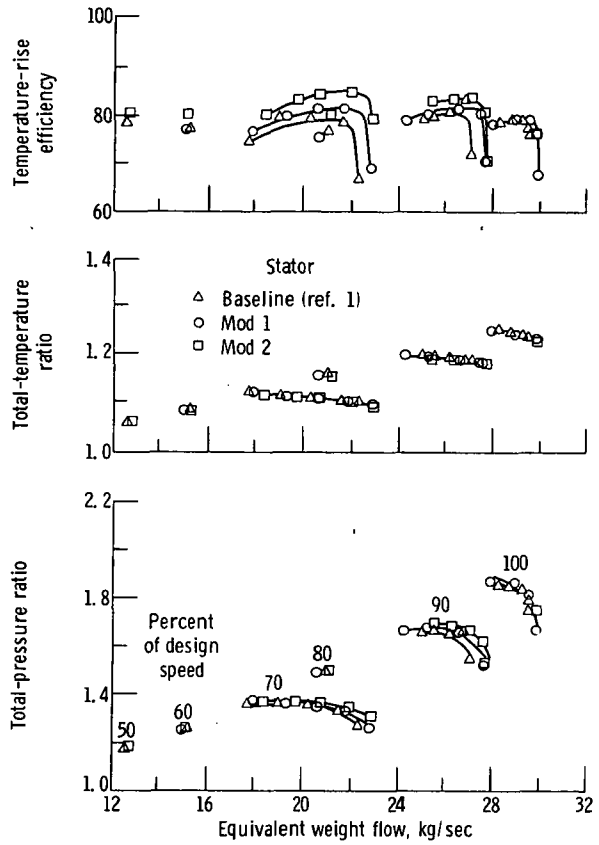 Temperature-rise
efficiency
100
80
60
Total-temperature
ratio
1.4
1.2
1.0
Stator
Baseline (ref. 1)
Mod 1
Mod 2
Total-pressure ratio
2.2
1.8
1.4
1.0
Percent
of design
speed
50
60
70
80
90
100
12
16
20
24
28
32
Equivalent weight flow, kg/sec